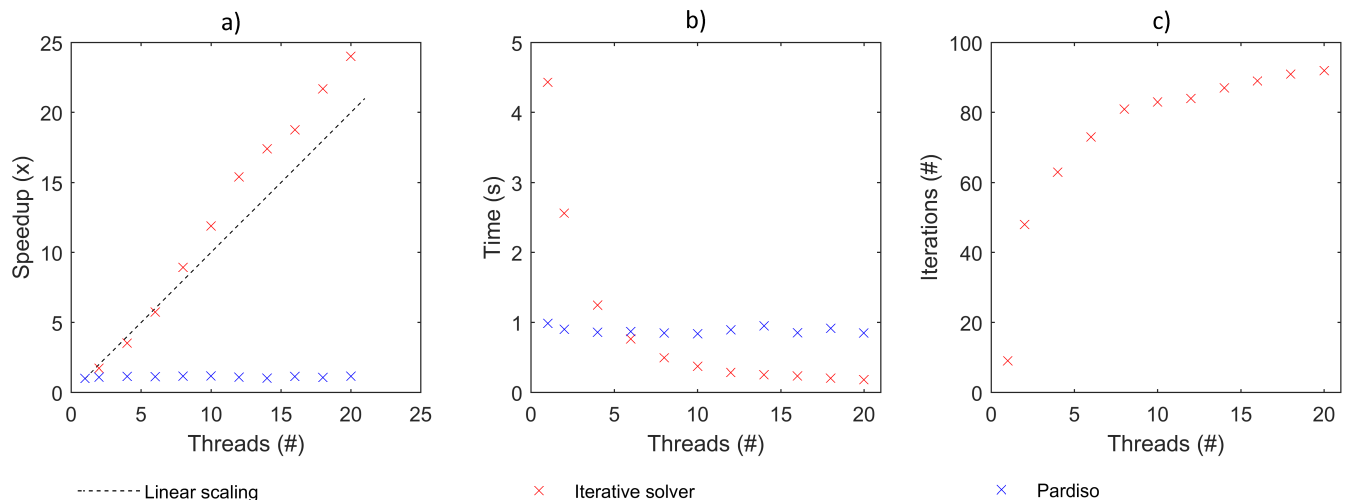 a)
25
20
15
10
5
0
Speedup (x)
0 5 10 15 20 25
Threads (#)
b)
5
4
3
2
1
0
Time (s)
0 5 10 15 20
Threads (#)
c)
100
80
60
40
20
0
Iterations (#)
0 5 10 15 20
Threads (#)
Linear scaling
Iterative solver
Pardiso